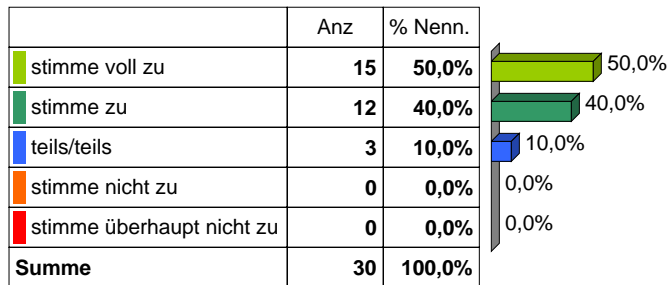 Anz % Nenn.
stimme voll zu 15 50,0% 50,0%
stimme zu 12 40,0% 40,0%
teils/teils 3 10,0% 10,0%
stimme nicht zu 0 0,0% 0,0%
stimme überhaupt nicht zu 0 0,0% 0,0%
Summe 30 100,0%